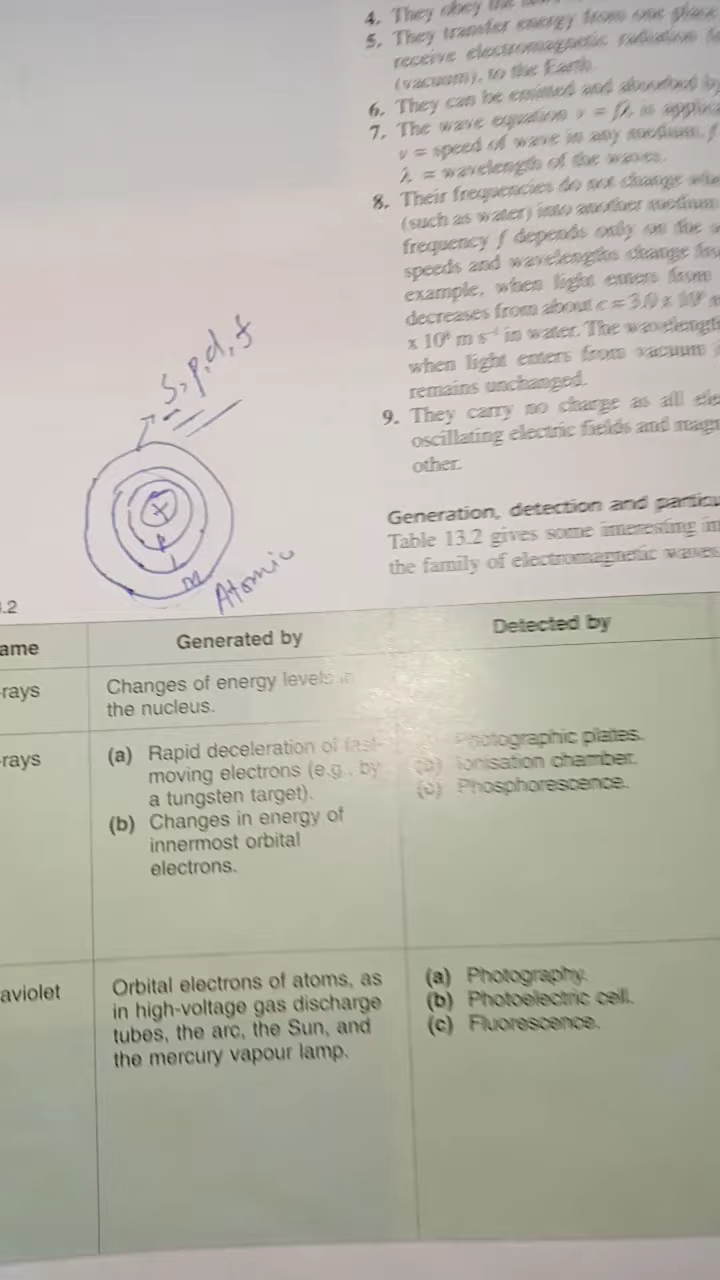 4. They obey the
5. They transfer energy from one place
receive electromagnetic radiation
(vacuum), to the Earth.
6. They can be emitted and absorbed by
7. The wave equation v = fλ is
v = speed of wave in any medium, f
λ = wavelength of the waves.
8. Their frequencies do not change
(such as water) into another medium
frequency f depends only on the
speeds and wavelengths change
example, when light enters from
decreases from about c = 3.0 x 10⁸
x 10⁸ m s⁻¹ in water. The
when light enters from vacuum
remains unchanged.
9. They carry no charge as all
oscillating electric fields and
other.
S, p, d, f
Atomic
Generation, detection and
Table 13.2 gives some interesting
the family of electromagnetic waves
.2
ame
Generated by
Detected by
-rays
Changes of energy levels in
the nucleus.
-rays
(a) Rapid deceleration of fast-
moving electrons (e.g., by
a tungsten target).
(b) Changes in energy of
innermost orbital
electrons.
Photographic plates.
(b) Ionisation chamber.
(c) Phosphorescence.
aviolet
Orbital electrons of atoms, as
in high-voltage gas discharge
tubes, the arc, the Sun, and
the mercury vapour lamp.
(a) Photography.
(b) Photoelectric cell.
(c) Fluorescence.